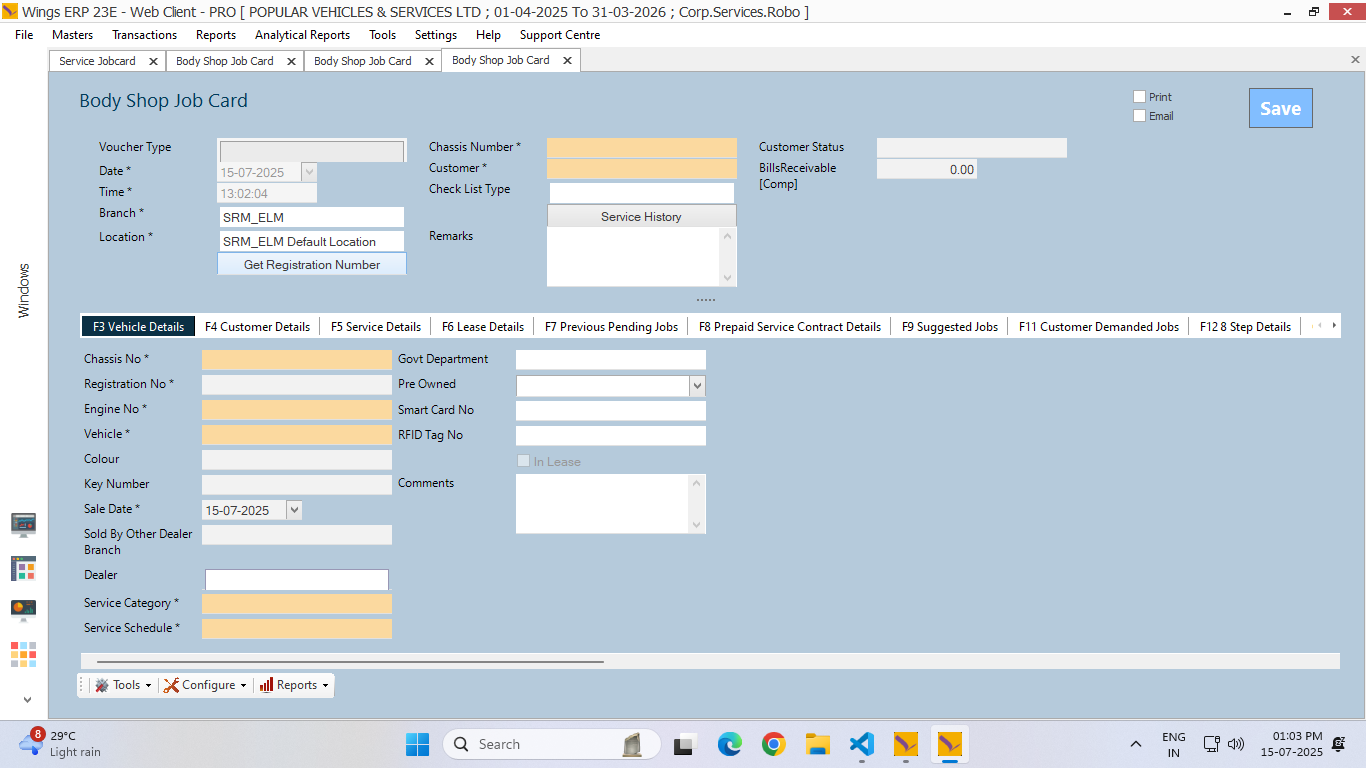 Wings ERP 23E - Web Client - PRO [ POPULAR VEHICLES & SERVICES LTD ; 01-04-2025 To 31-03-2026 ; Corp.Services.Robo ]
File Masters Transactions Reports Analytical Reports Tools Settings Help Support Centre
Service Jobcard Body Shop Job Card Body Shop Job Card Body Shop Job Card
Body Shop Job Card
Print
Email
Save
Voucher Type
Date * 15-07-2025
Time * 13:02:04
Branch * SRM_ELM
Location * SRM_ELM Default Location
Get Registration Number
Chassis Number *
Customer *
Check List Type
Service History
Remarks
Customer Status
BillsReceivable [Comp] 0.00
Windows
F3 Vehicle Details F4 Customer Details F5 Service Details F6 Lease Details F7 Previous Pending Jobs F8 Prepaid Service Contract Details F9 Suggested Jobs F11 Customer Demanded Jobs F12 8 Step Details
Chassis No *
Registration No *
Engine No *
Vehicle *
Colour
Key Number
Sale Date * 15-07-2025
Sold By Other Dealer
Branch
Dealer
Service Category *
Service Schedule *
Govt Department
Pre Owned
Smart Card No
RFID Tag No
In Lease
Comments
Tools Configure Reports
8
29°C
Light rain
Search
ENG
IN
01:03 PM
15-07-2025